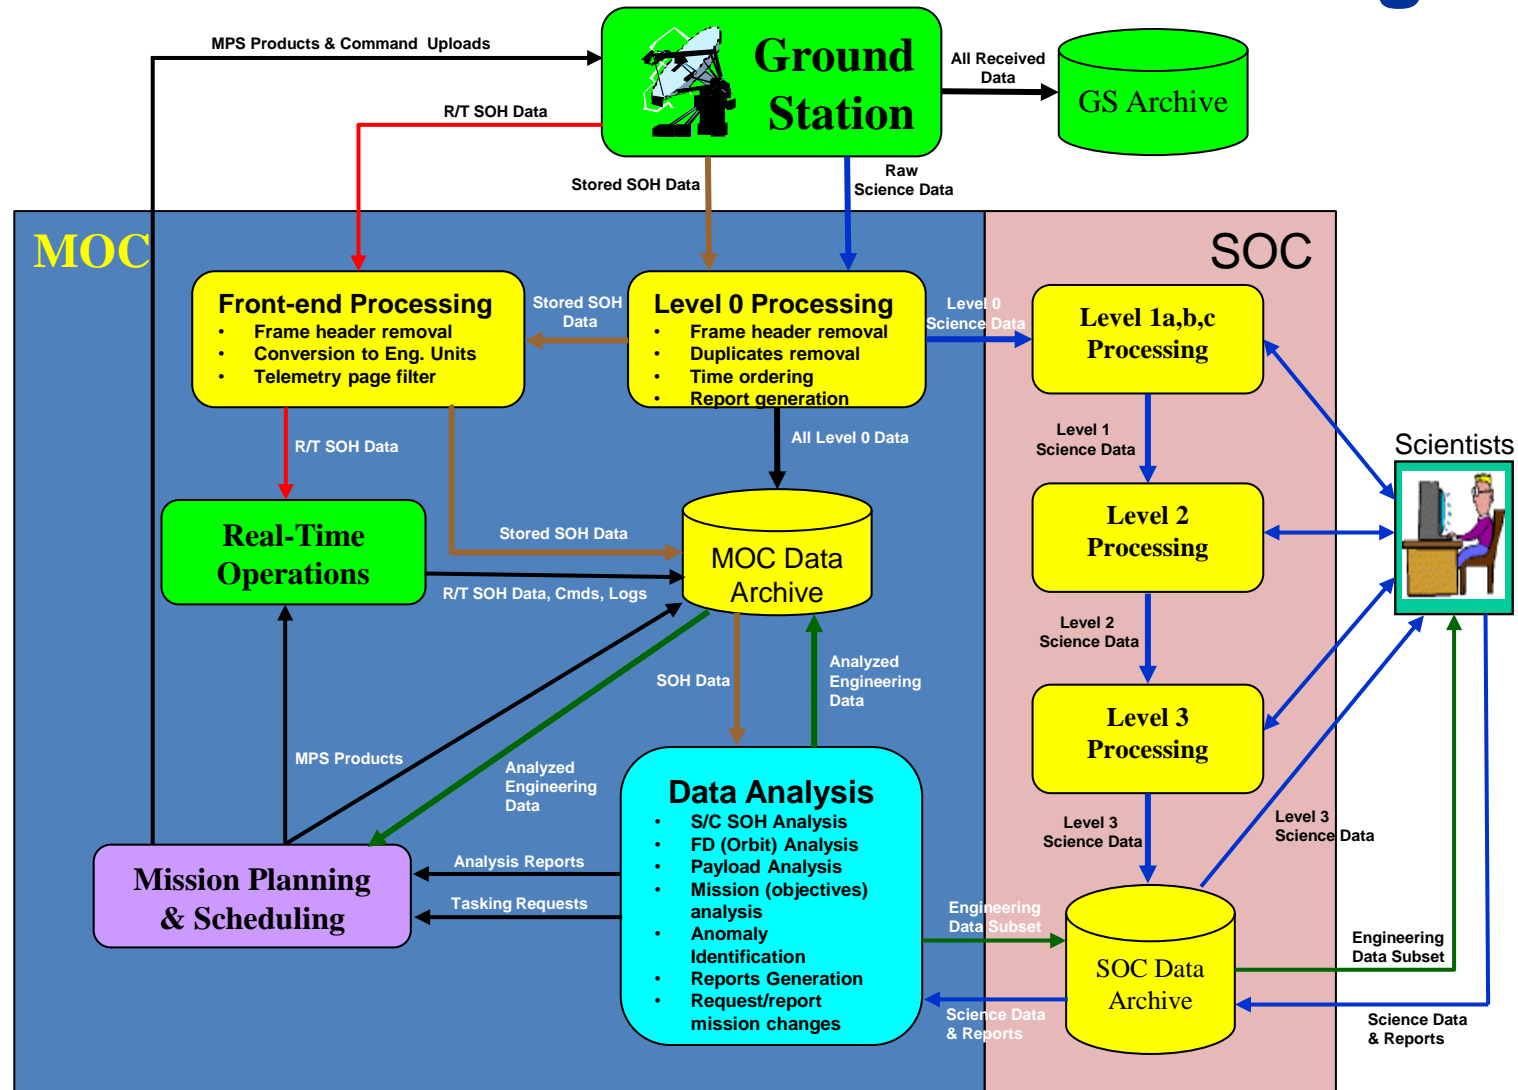 MPS Products & Command Uploads
Ground
Station
All Received
Data
GS Archive
R/T SOH Data
Stored SOH Data
Raw
Science Data
MOC
SOC
Front-end Processing
• Frame header removal
• Conversion to Eng. Units
• Telemetry page filter
Stored SOH
Data
Level 0 Processing
• Frame header removal
• Duplicates removal
• Time ordering
• Report generation
Level 0
Science Data
Level 1a,b,c
Processing
R/T SOH Data
All Level 0 Data
Level 1
Science Data
Scientists
Real-Time
Operations
Stored SOH Data
R/T SOH Data, Cmds, Logs
MOC Data
Archive
Level 2
Processing
Level 2
Science Data
SOH Data
Analyzed
Engineering
Data
Level 3
Processing
MPS Products
Analyzed
Engineering
Data
Data Analysis
• S/C SOH Analysis
• FD (Orbit) Analysis
• Payload Analysis
• Mission (objectives)
analysis
• Anomaly
Identification
• Reports Generation
• Request/report
mission changes
Level 3
Science Data
Level 3
Science Data
Mission Planning
& Scheduling
Analysis Reports
Tasking Requests
Engineering
Data Subset
SOC Data
Archive
Engineering
Data Subset
Science Data
& Reports
Science Data
& Reports